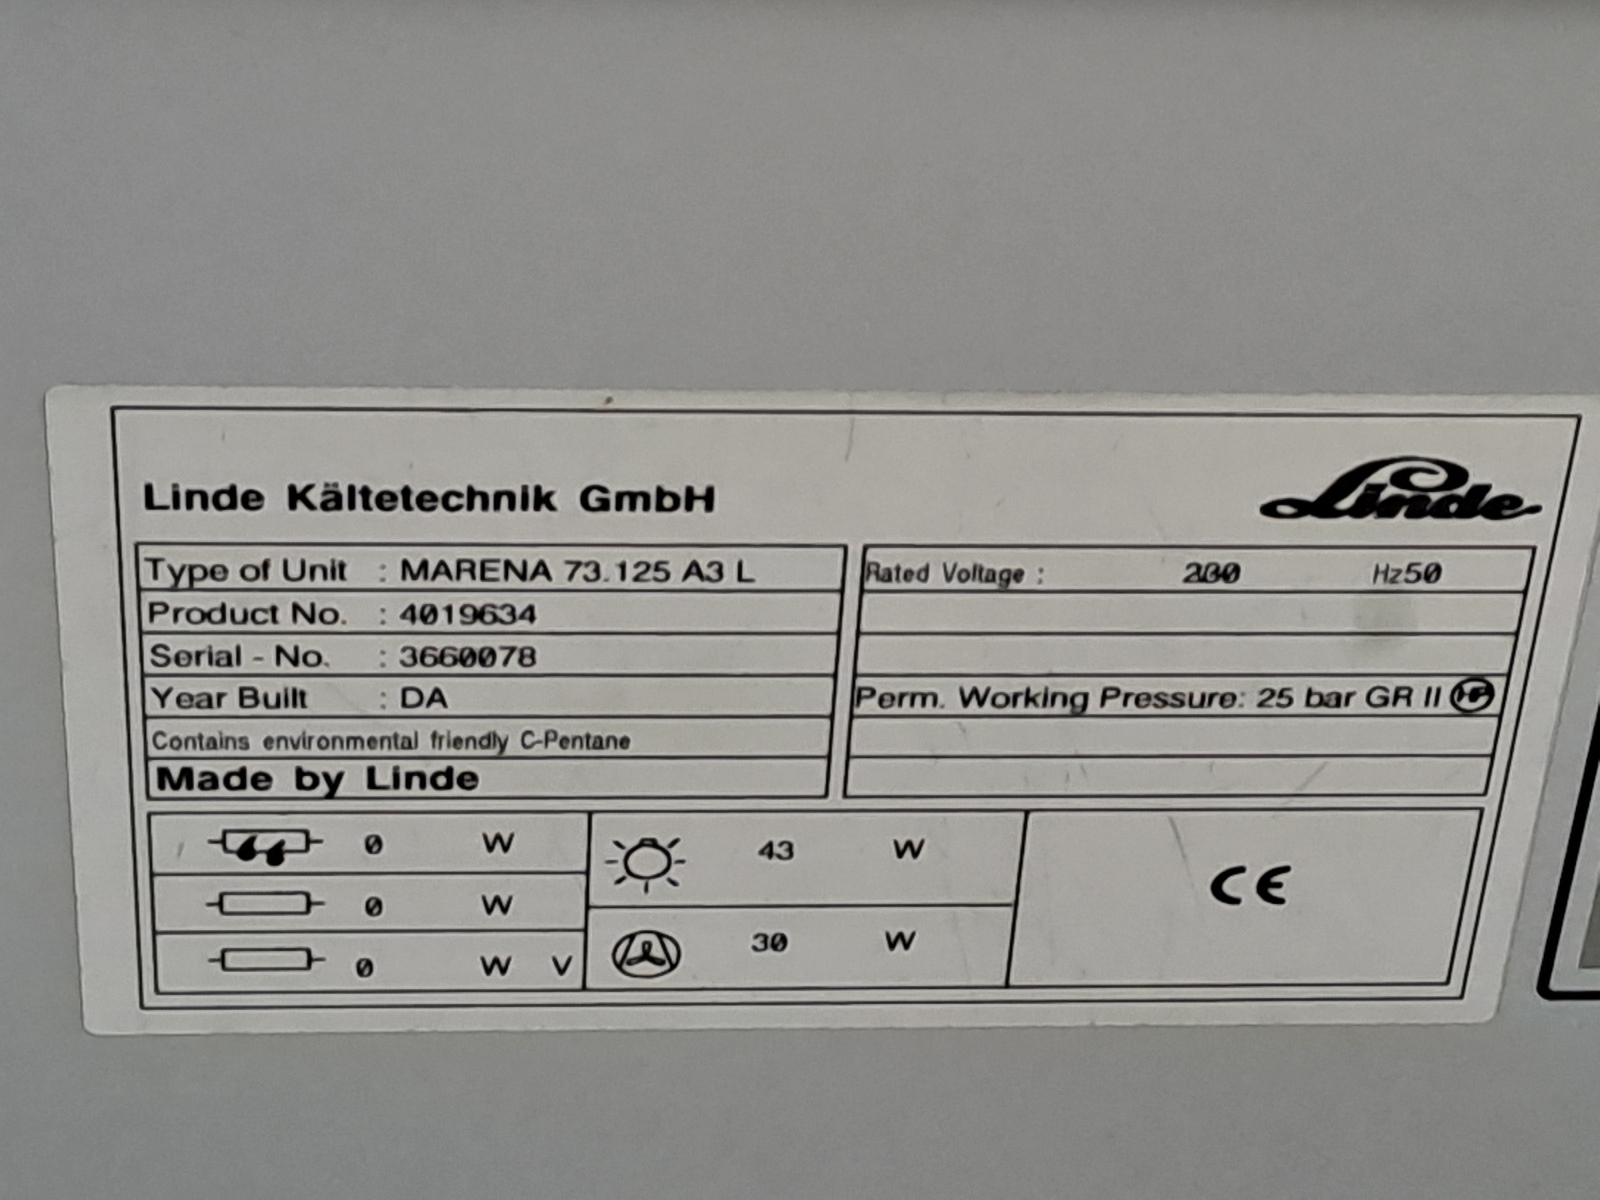 Linde Kältetechnik GmbH
Linde
Type of Unit : MARENA 73.125 A3 L
Product No. : 4019634
Serial - No. : 3660078
Year Built : DA
Contains environmental friendly C-Pentane
Made by Linde
Rated Voltage : 230 Hz50
Perm. Working Pressure: 25 bar GR II HP
0 W
0 W
0 W V
43 W
30 W
CE